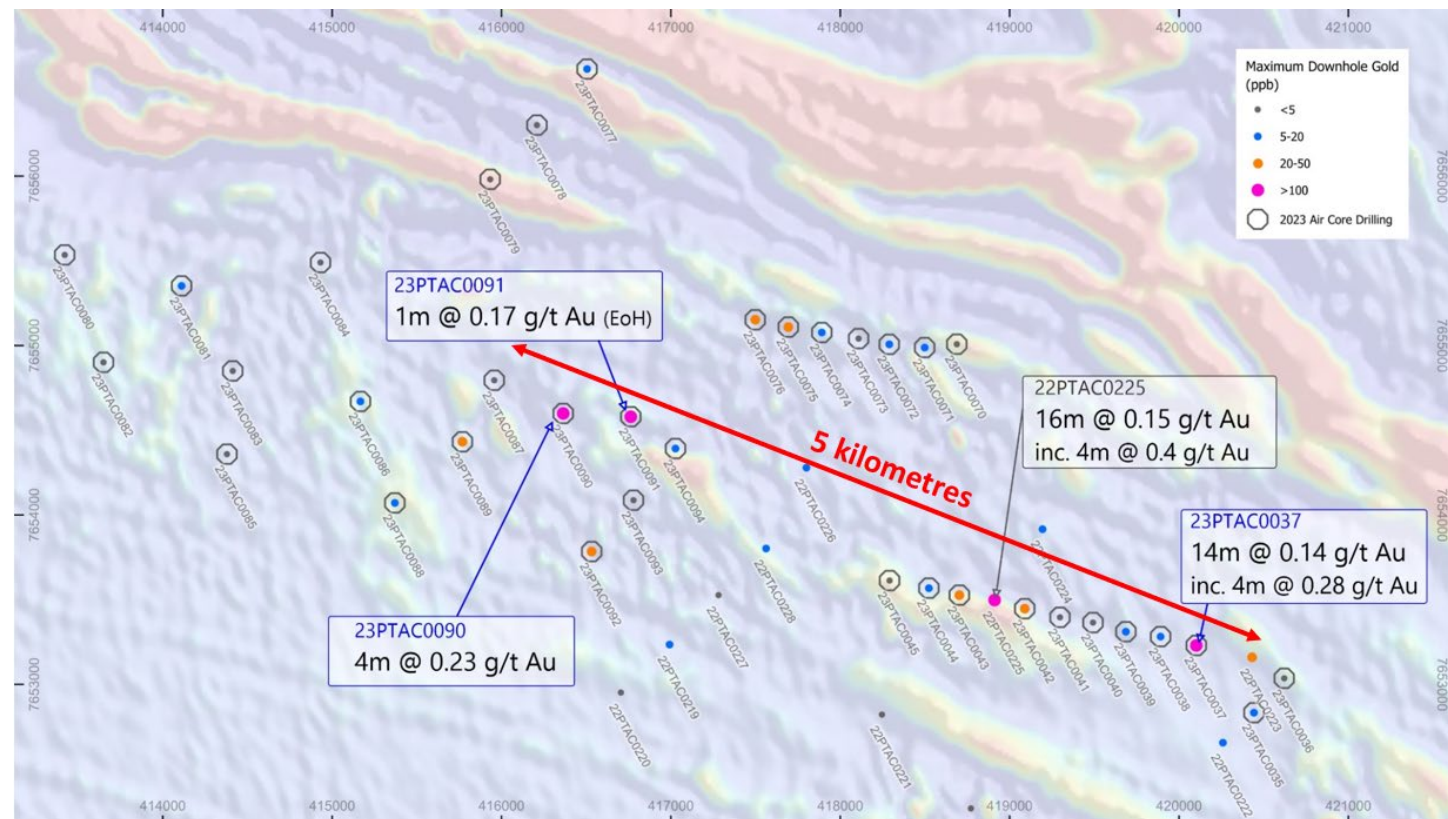 414000
415000
416000
417000
418000
419000
420000
421000
Maximum Downhole Gold
(ppb)
<5
5-20
20-50
>100
2023 Air Core Drilling
7656000
7656000
23PTAC0077
23PTAC0078
23PTAC0079
23PTAC0080
23PTAC0081
23PTAC0084
23PTAC0091
1m @ 0.17 g/t Au (EoH)
7655000
7655000
23PTAC0076
23PTAC0075
23PTAC0074
23PTAC0073
23PTAC0072
23PTAC0071
23PTAC0070
23PTAC0082
23PTAC0083
23PTAC0086
23PTAC0087
23PTAC0090
23PTAC0091
22PTAC0225
16m @ 0.15 g/t Au
inc. 4m @ 0.4 g/t Au
5 kilometres
23PTAC0085
23PTAC0089
23PTAC0094
22PTAC0226
7654000
7654000
23PTAC0088
23PTAC0093
22PTAC0228
22PTAC0224
23PTAC0037
14m @ 0.14 g/t Au
inc. 4m @ 0.28 g/t Au
23PTAC0092
22PTAC0227
23PTAC0045
23PTAC0044
23PTAC0043
22PTAC0225
23PTAC0042
23PTAC0041
23PTAC0040
23PTAC0039
23PTAC0038
23PTAC0037
22PTAC0223
23PTAC0036
23PTAC0090
4m @ 0.23 g/t Au
7653000
7653000
22PTAC0219
22PTAC0220
22PTAC0221
23PTAC0035
22PTAC0222
414000
415000
416000
417000
418000
419000
420000
421000